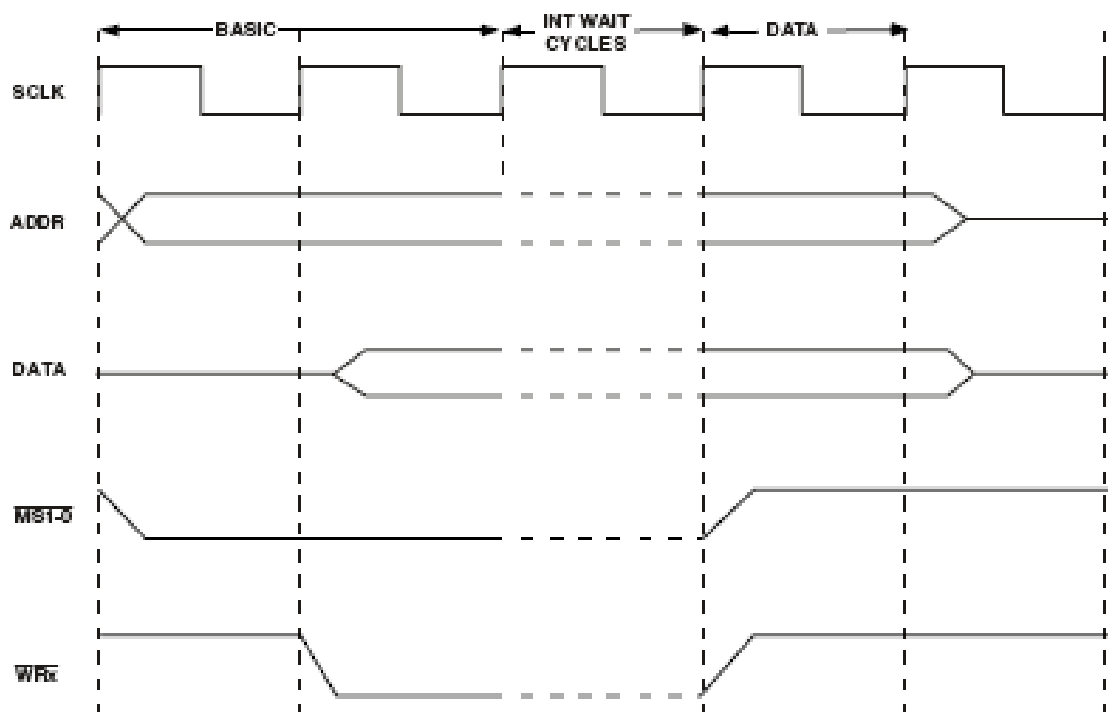 BASIC
INT WAIT
CYCLES
DATA
SCLK
ADDR
DATA
MS1-0
WRx